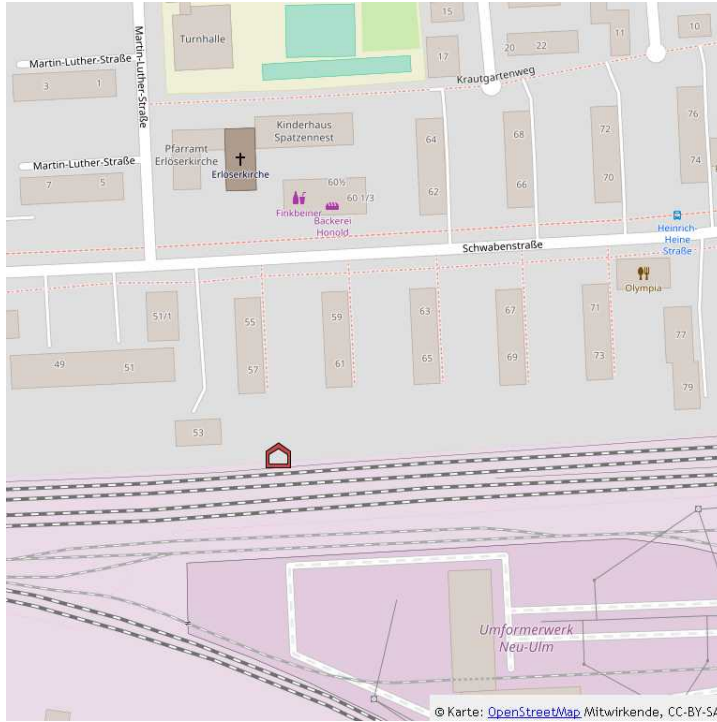 15
10
11
Turnhalle
20
22
17
Martin-Luther-Straße
Martin-Luther-Straße
Krautgartenweg
3
1
76
Kinderhaus
Spatzennest
64
68
72
Pfarramt
Erlöserkirche
Erlöserkirche
Martin-Luther-Straße
74
7
5
60½
60 1/3
62
66
70
Finkbeiner
Bäckerei
Honold
Heinrich-
Heine
Straße
Schwabenstraße
Olympia
51/1
55
59
63
67
71
77
49
51
57
61
65
69
73
79
53
Umformerwerk
Neu-Ulm
© Karte: OpenStreetMap Mitwirkende, CC-BY-SA